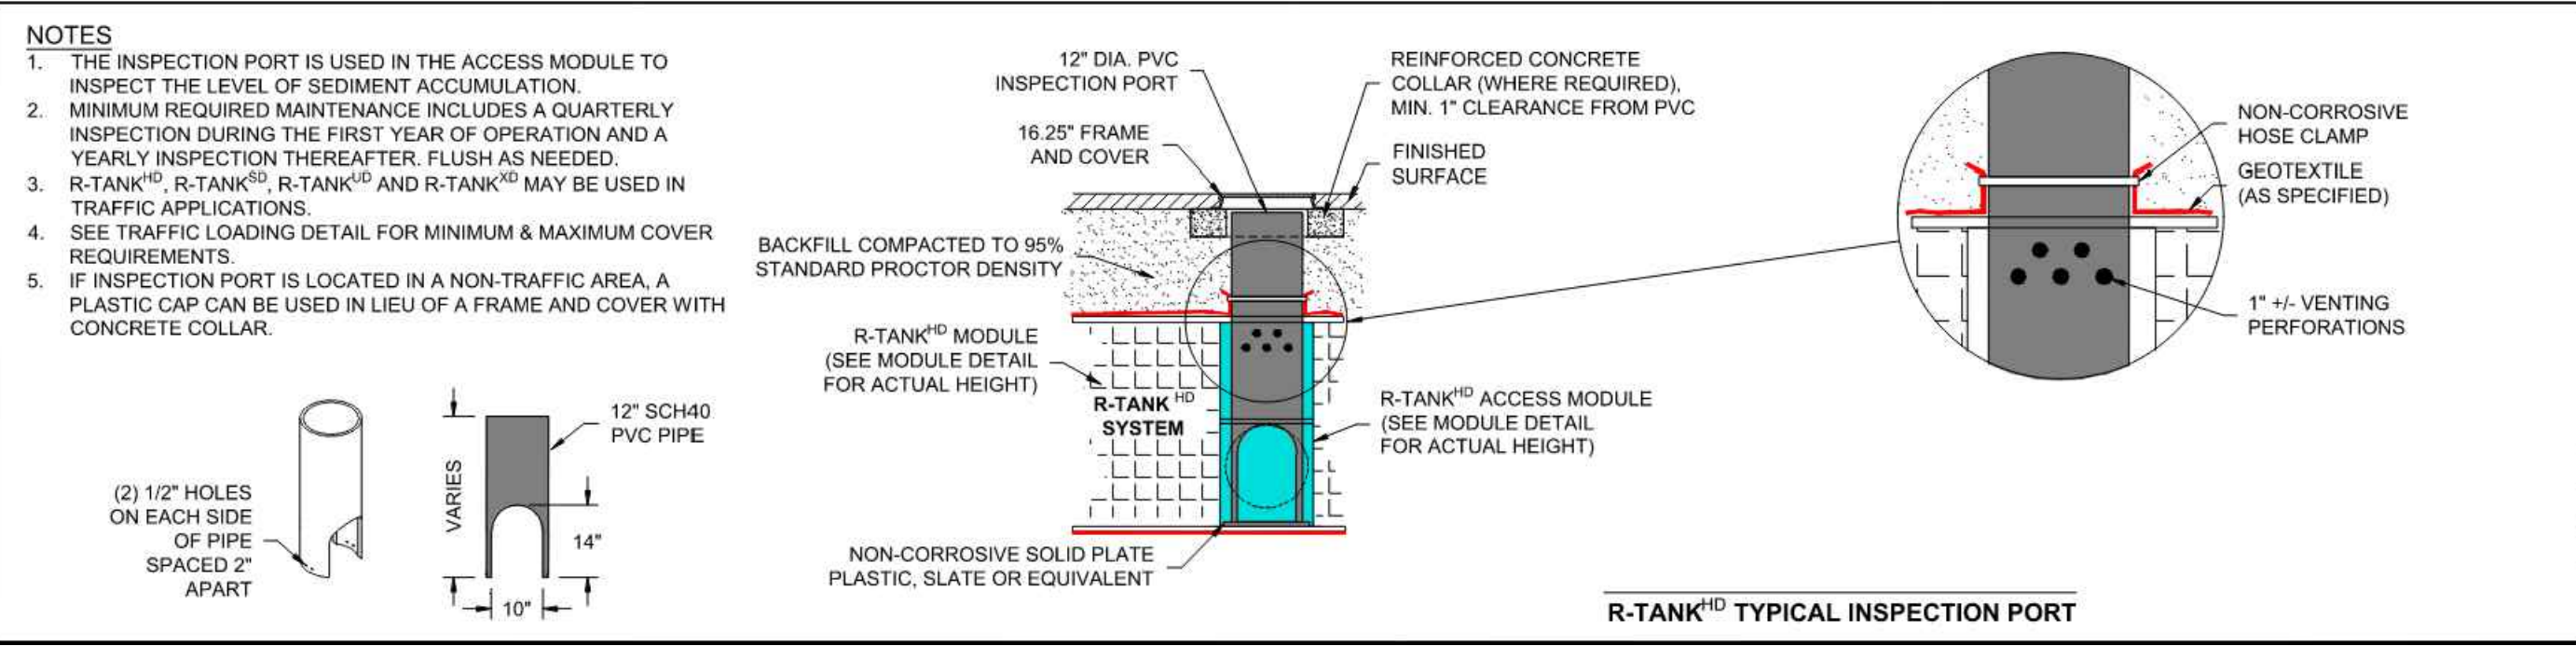 NOTES
1. THE INSPECTION PORT IS USED IN THE ACCESS MODULE TO
INSPECT THE LEVEL OF SEDIMENT ACCUMULATION.
2. MINIMUM REQUIRED MAINTENANCE INCLUDES A QUARTERLY
INSPECTION DURING THE FIRST YEAR OF OPERATION AND A
YEARLY INSPECTION THEREAFTER. FLUSH AS NEEDED.
3. R-TANKHD, R-TANKSD, R-TANKUD AND R-TANKXD MAY BE USED IN
TRAFFIC APPLICATIONS.
4. SEE TRAFFIC LOADING DETAIL FOR MINIMUM & MAXIMUM COVER
REQUIREMENTS.
5. IF INSPECTION PORT IS LOCATED IN A NON-TRAFFIC AREA, A
PLASTIC CAP CAN BE USED IN LIEU OF A FRAME AND COVER WITH
CONCRETE COLLAR.
(2) 1/2" HOLES
ON EACH SIDE
OF PIPE
SPACED 2"
APART
VARIES
12" SCH40
PVC PIPE
14"
10"
12" DIA. PVC
INSPECTION PORT
16.25" FRAME
AND COVER
REINFORCED CONCRETE
COLLAR (WHERE REQUIRED),
MIN. 1" CLEARANCE FROM PVC
FINISHED
SURFACE
BACKFILL COMPACTED TO 95%
STANDARD PROCTOR DENSITY
R-TANKHD MODULE
(SEE MODULE DETAIL
FOR ACTUAL HEIGHT)
R-TANK HD
SYSTEM
R-TANKHD ACCESS MODULE
(SEE MODULE DETAIL
FOR ACTUAL HEIGHT)
NON-CORROSIVE SOLID PLATE
PLASTIC, SLATE OR EQUIVALENT
NON-CORROSIVE
HOSE CLAMP
GEOTEXTILE
(AS SPECIFIED)
1" +/- VENTING
PERFORATIONS
R-TANKHD TYPICAL INSPECTION PORT